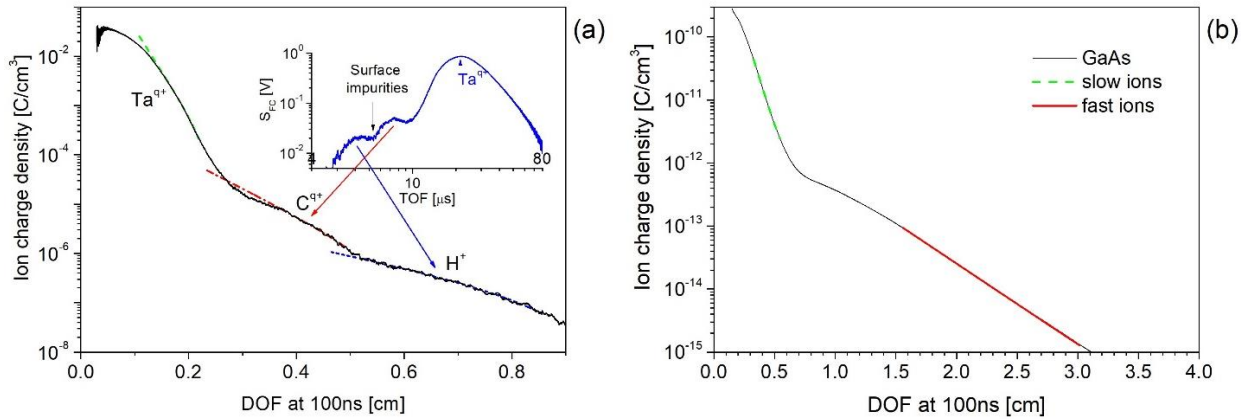 (a)
Ion charge density [C/cm³]
10⁻²
10⁻⁴
10⁻⁶
10⁻⁸
Ta^q+
C^q+
H⁺
S_FC [V]
10⁰
10⁻¹
10⁻²
Surface
impurities
Ta^q+
4
10
80
TOF [μs]
0.0 0.2 0.4 0.6 0.8
DOF at 100ns [cm]
(b)
Ion charge density [C/cm³]
10⁻¹⁰
10⁻¹¹
10⁻¹²
10⁻¹³
10⁻¹⁴
10⁻¹⁵
GaAs
slow ions
fast ions
0.0 0.5 1.0 1.5 2.0 2.5 3.0 3.5 4.0
DOF at 100ns [cm]